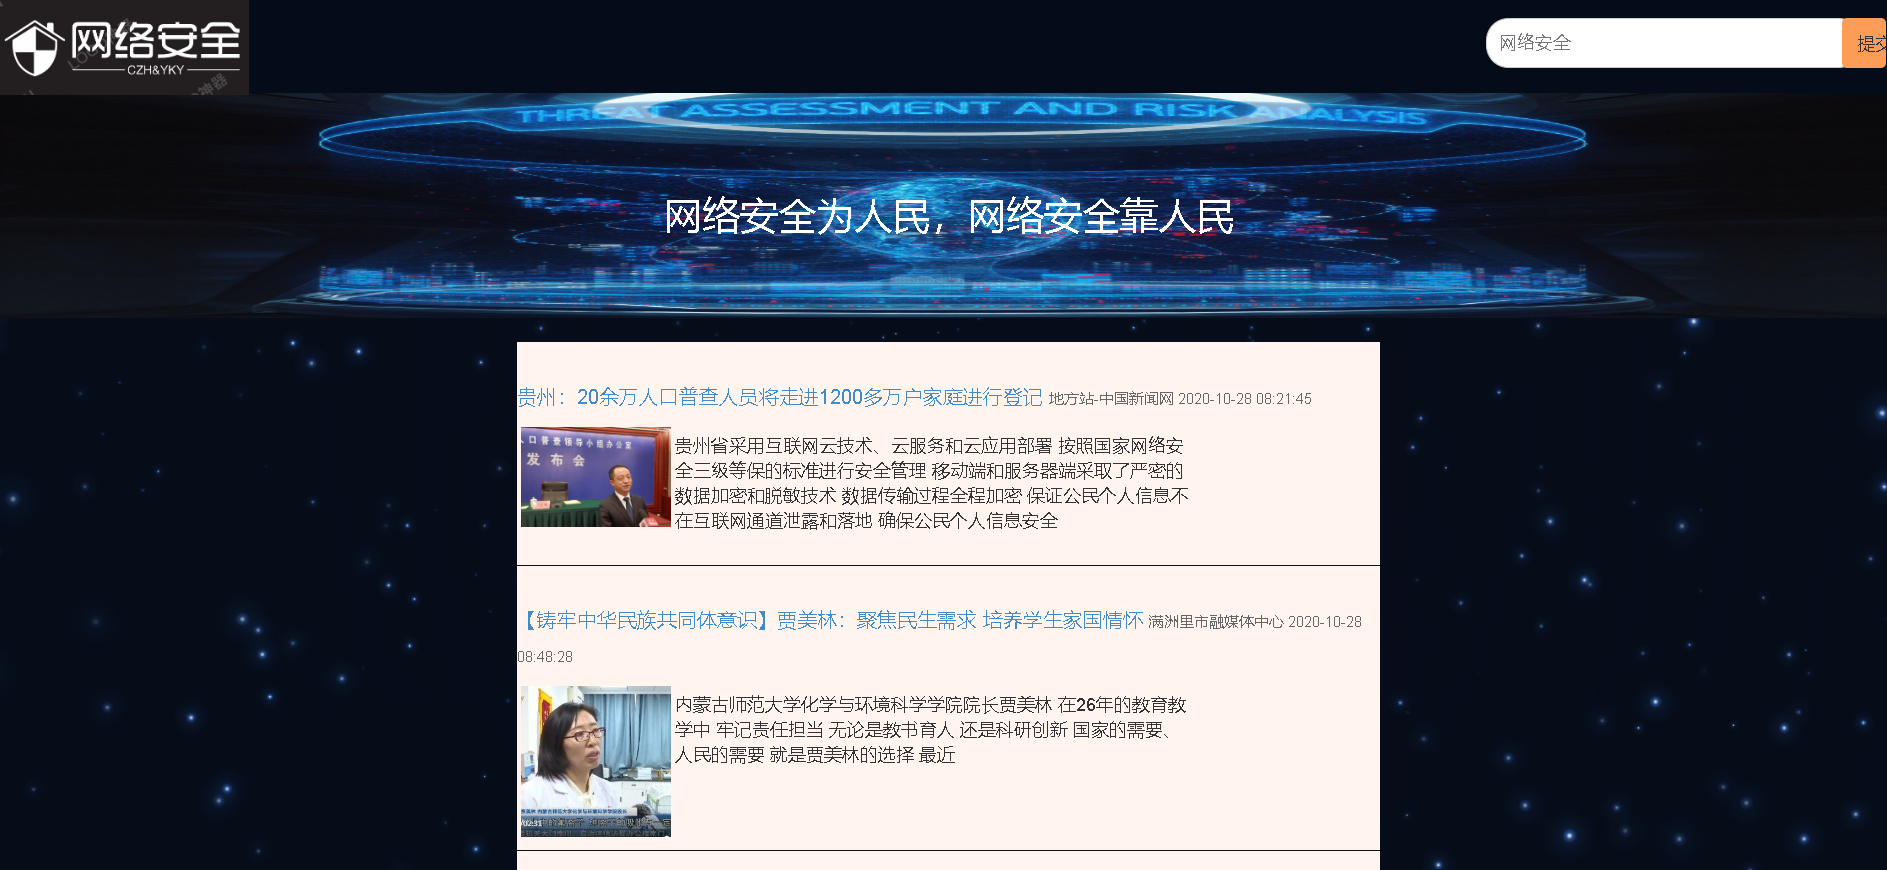 网络安全
CZH&YKY
网络安全
提交
THREAT ASSESSMENT AND RISK ANALYSIS
网络安全为人民，网络安全靠人民
贵州：20余万人口普查人员将走进1200多万户家庭进行登记 地方站-中国新闻网 2020-10-28 08:21:45
人口普查领导小组办公室
发布会
贵州省采用互联网云技术、云服务和云应用部署 按照国家网络安
全三级等保的标准进行安全管理 移动端和服务器端采取了严密的
数据加密和脱敏技术 数据传输过程全程加密 保证公民个人信息不
在互联网通道泄露和落地 确保公民个人信息安全
【铸牢中华民族共同体意识】贾美林：聚焦民生需求 培养学生家国情怀 满洲里市融媒体中心 2020-10-28
08:48:28
内蒙古师范大学化学与环境科学学院院长贾美林 在26年的教育教
学中 牢记责任担当 无论是教书育人 还是科研创新 国家的需要、
人民的需要 就是贾美林的选择 最近